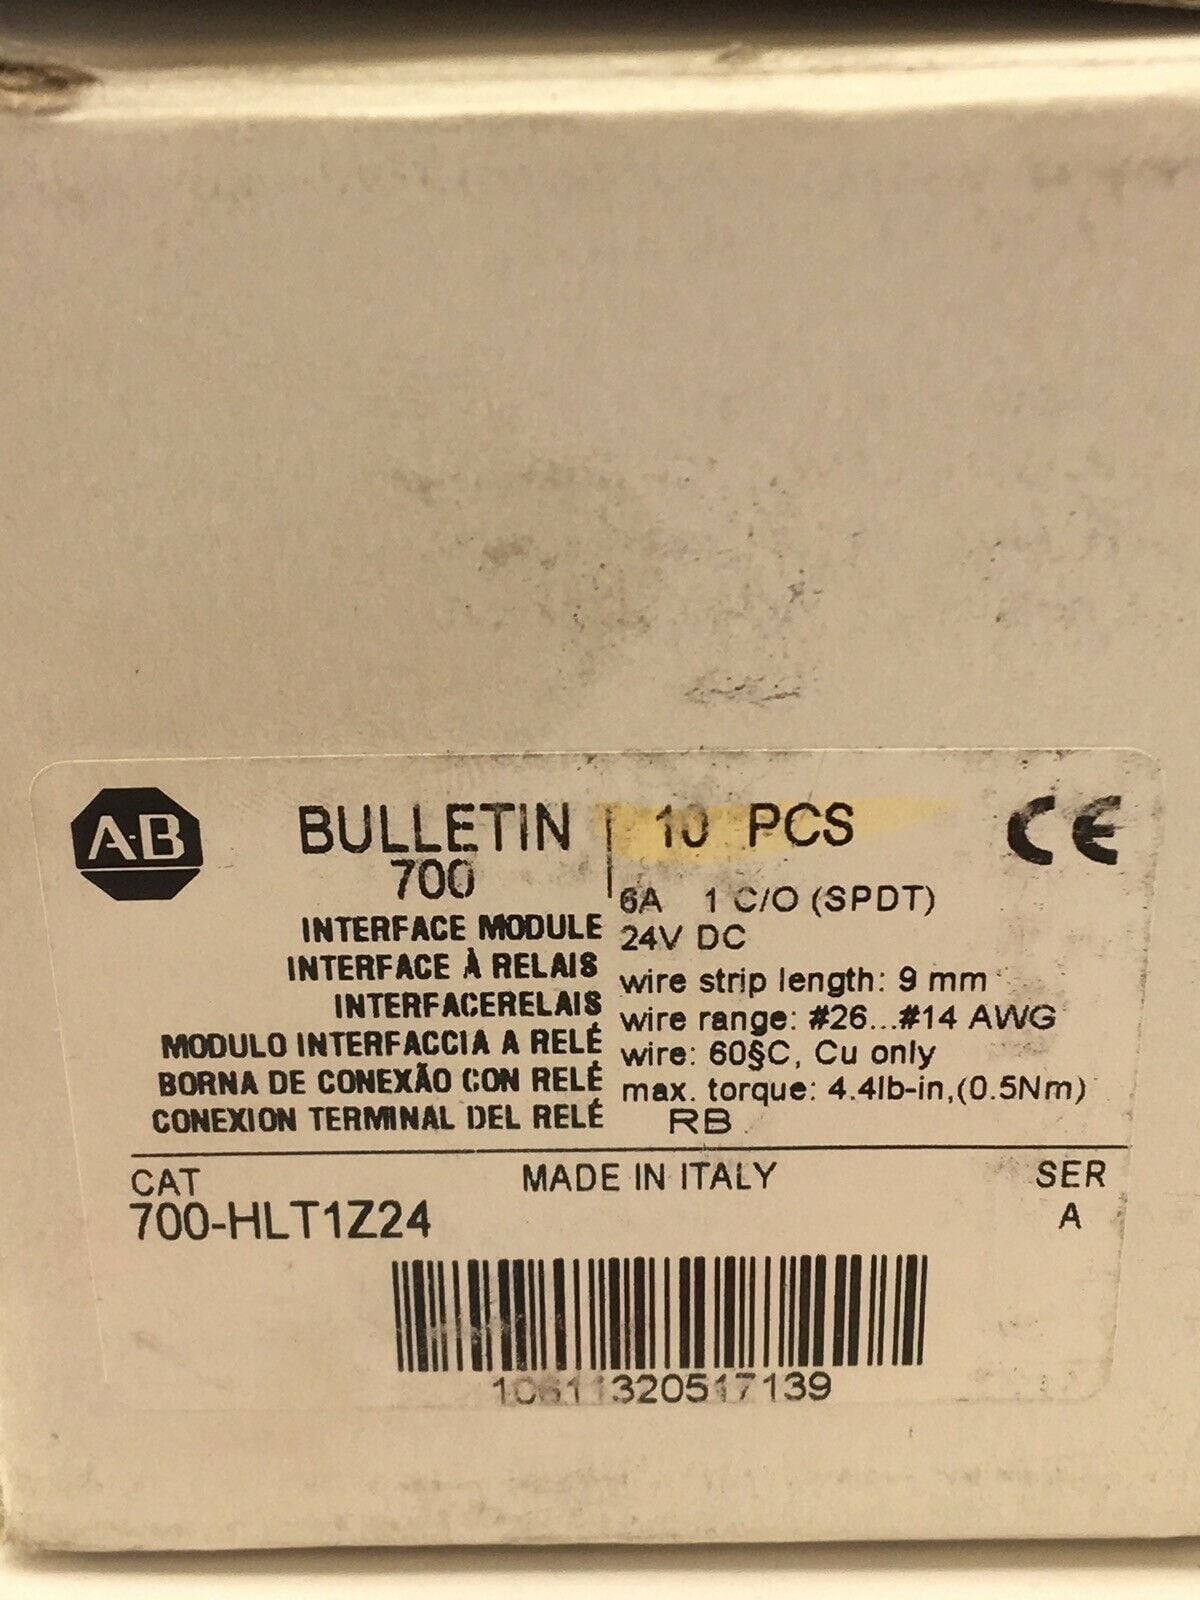 A-B
BULLETIN
700
10 PCS
CE
6A 1 C/O (SPDT)
24V DC
INTERFACE MODULE
INTERFACE À RELAIS
INTERFACERELAIS
MODULO INTERFACCIA A RELÉ
BORNA DE CONEXÃO CON RELÉ
CONEXION TERMINAL DEL RELÉ
wire strip length: 9 mm
wire range: #26...#14 AWG
wire: 60§C, Cu only
max. torque: 4.4lb-in,(0.5Nm)
RB
CAT
700-HLT1Z24
MADE IN ITALY
SER
A
10611320517139